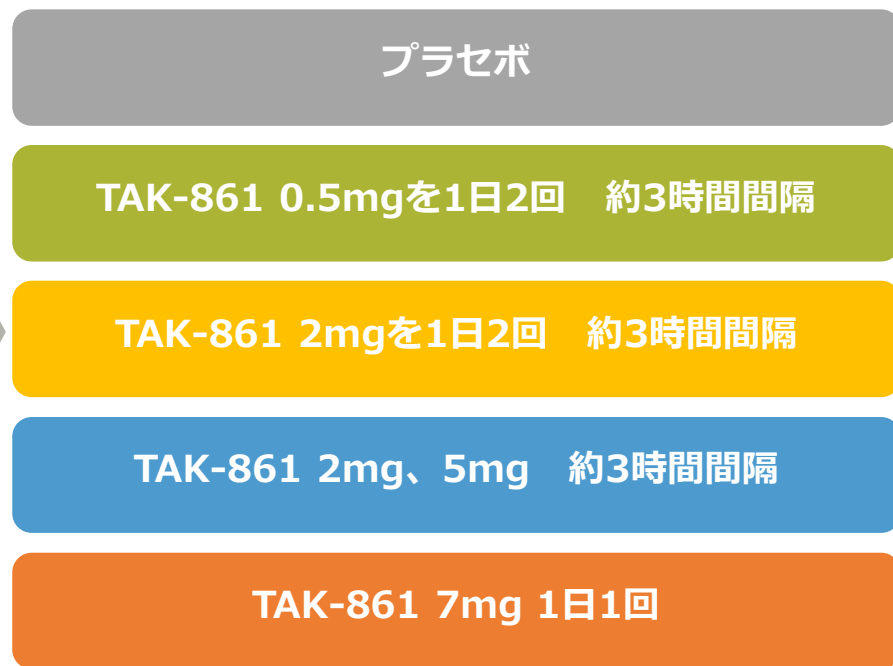 プラセボ
TAK-861 0.5mgを1日2回　約3時間間隔
TAK-861 2mgを1日2回　約3時間間隔
TAK-861 2mg、5mg　約3時間間隔
TAK-861 7mg 1日1回